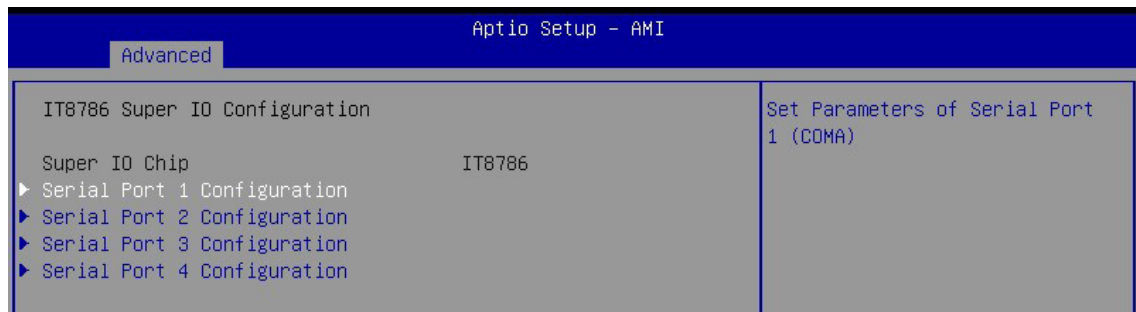 Aptio Setup - AMI
Advanced
IT8786 Super IO Configuration
Super IO Chip IT8786
Serial Port 1 Configuration
Serial Port 2 Configuration
Serial Port 3 Configuration
Serial Port 4 Configuration
Set Parameters of Serial Port
1 (COMA)